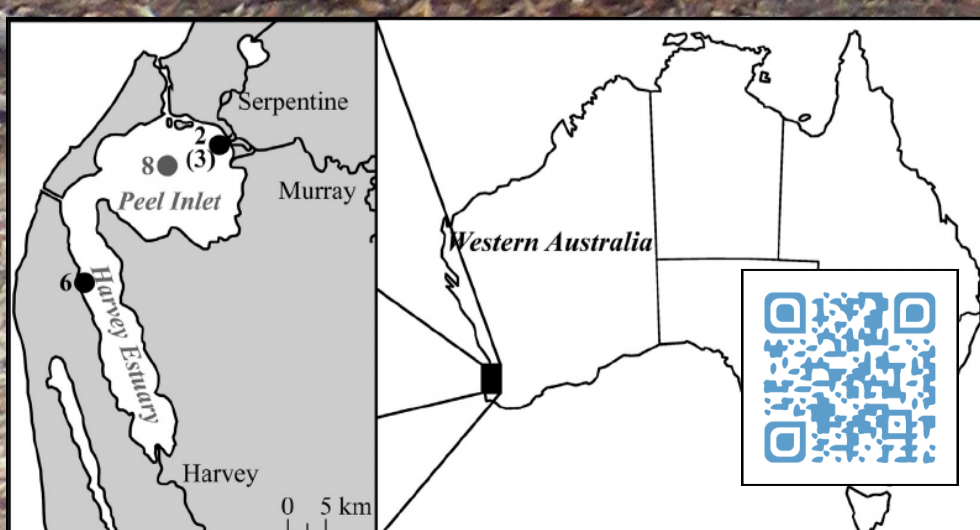 Serpentine
2
(3)
8
Peel Inlet
Murray
Western Australia
6
Harvey Estuary
Harvey
0 5 km